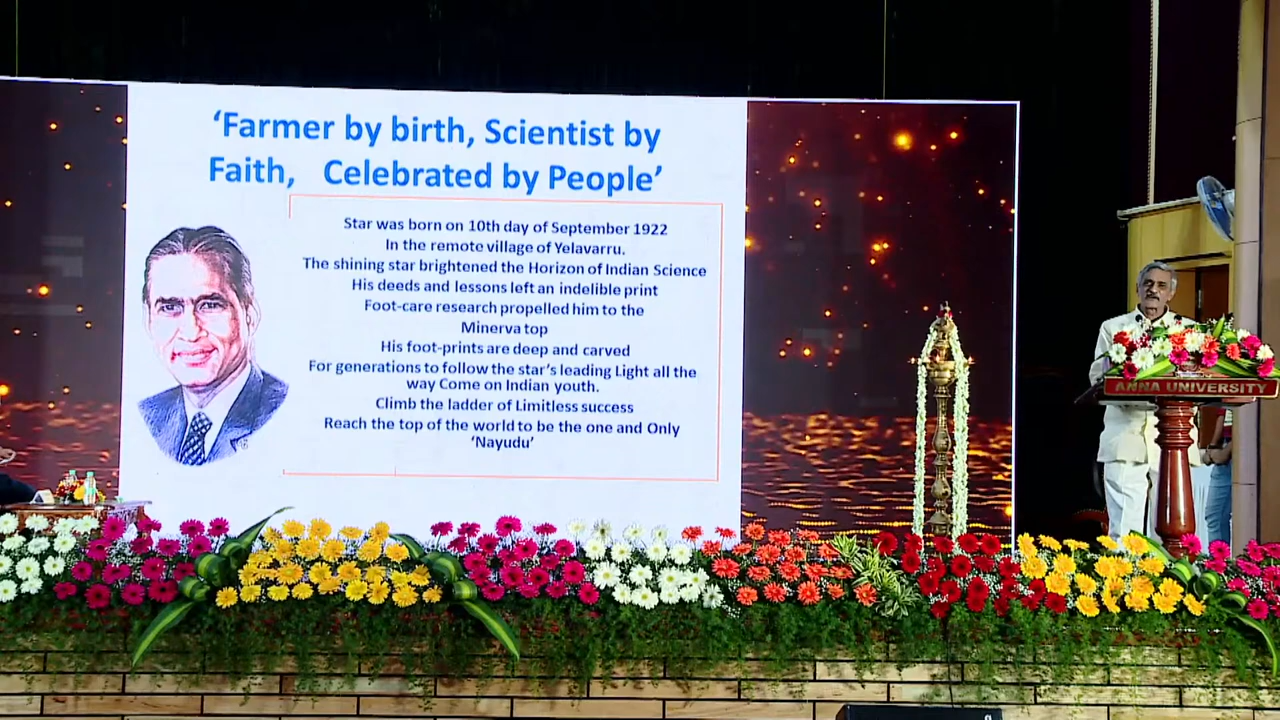 ‘Farmer by birth, Scientist by
Faith, Celebrated by People’
Star was born on 10th day of September 1922
In the remote village of Yelavarru.
The shining star brightened the Horizon of Indian Science
His deeds and lessons left an indelible print
Foot-care research propelled him to the
Minerva top
His foot-prints are deep and carved
For generations to follow the star’s leading Light all the
way Come on Indian youth.
Climb the ladder of Limitless success
Reach the top of the world to be the one and Only
‘Nayudu’
ANNA UNIVERSITY